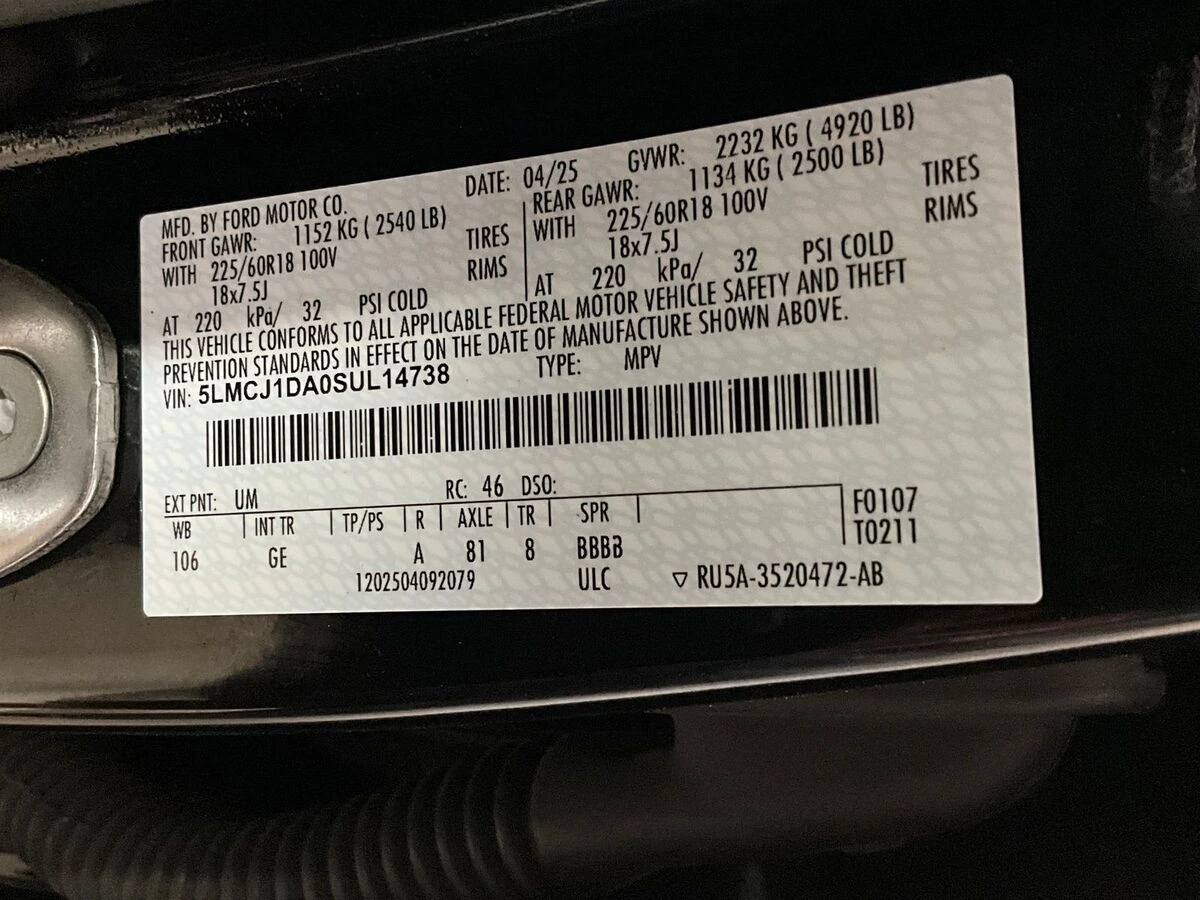 MFD. BY FORD MOTOR CO. DATE: 04/25 GVWR: 2232 KG ( 4920 LB)
FRONT GAWR: 1152 KG ( 2540 LB) REAR GAWR: 1134 KG ( 2500 LB)
WITH 225/60R18 100V TIRES WITH 225/60R18 100V TIRES
18x7.5J RIMS 18x7.5J RIMS
AT 220 kPa/ 32 PSI COLD AT 220 kPa/ 32 PSI COLD
THIS VEHICLE CONFORMS TO ALL APPLICABLE FEDERAL MOTOR VEHICLE SAFETY AND THEFT
PREVENTION STANDARDS IN EFFECT ON THE DATE OF MANUFACTURE SHOWN ABOVE.
VIN: 5LMCJ1DA0SUL14738 TYPE: MPV
EXT PNT: UM RC: 46 DSO:
WB INT TR TP/PS R AXLE TR SPR F0107
T0211
106 GE A 81 8 BBBB
1202504092079 ULC ▽ RU5A-3520472-AB